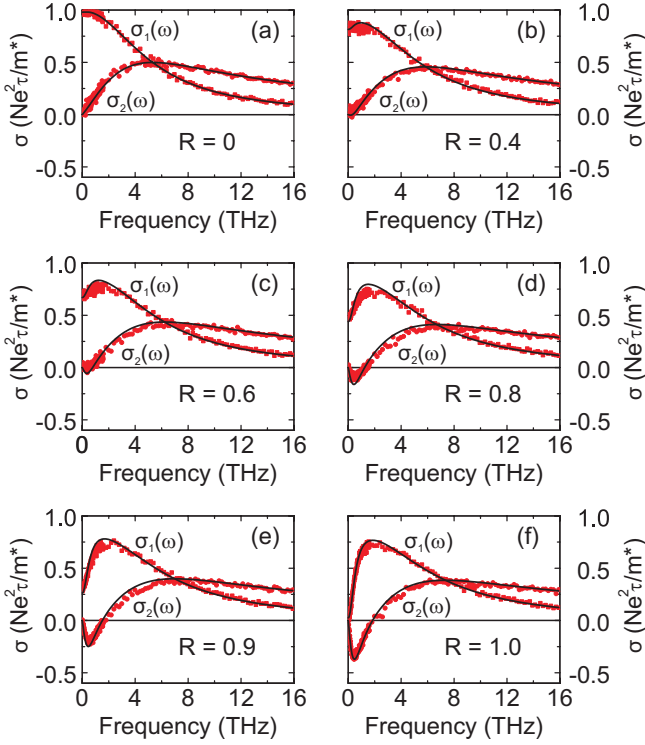 1.0
0.5
0.0
-0.5
σ (Ne²τ/m*)
(a)
σ₁(ω)
σ₂(ω)
R = 0
0 4 8 12 16
Frequency (THz)
(b)
σ₁(ω)
σ₂(ω)
R = 0.4
0 4 8 12 16
Frequency (THz)
1.0
0.5
0.0
-0.5
σ (Ne²τ/m*)
1.0
0.5
0.0
-0.5
σ (Ne²τ/m*)
(c)
σ₁(ω)
σ₂(ω)
R = 0.6
0 4 8 12 16
Frequency (THz)
(d)
σ₁(ω)
σ₂(ω)
R = 0.8
0 4 8 12 16
Frequency (THz)
1.0
0.5
0.0
-0.5
σ (Ne²τ/m*)
1.0
0.5
0.0
-0.5
σ (Ne²τ/m*)
(e)
σ₁(ω)
σ₂(ω)
R = 0.9
0 4 8 12 16
Frequency (THz)
(f)
σ₁(ω)
σ₂(ω)
R = 1.0
0 4 8 12 16
Frequency (THz)
1.0
0.5
0.0
-0.5
σ (Ne²τ/m*)